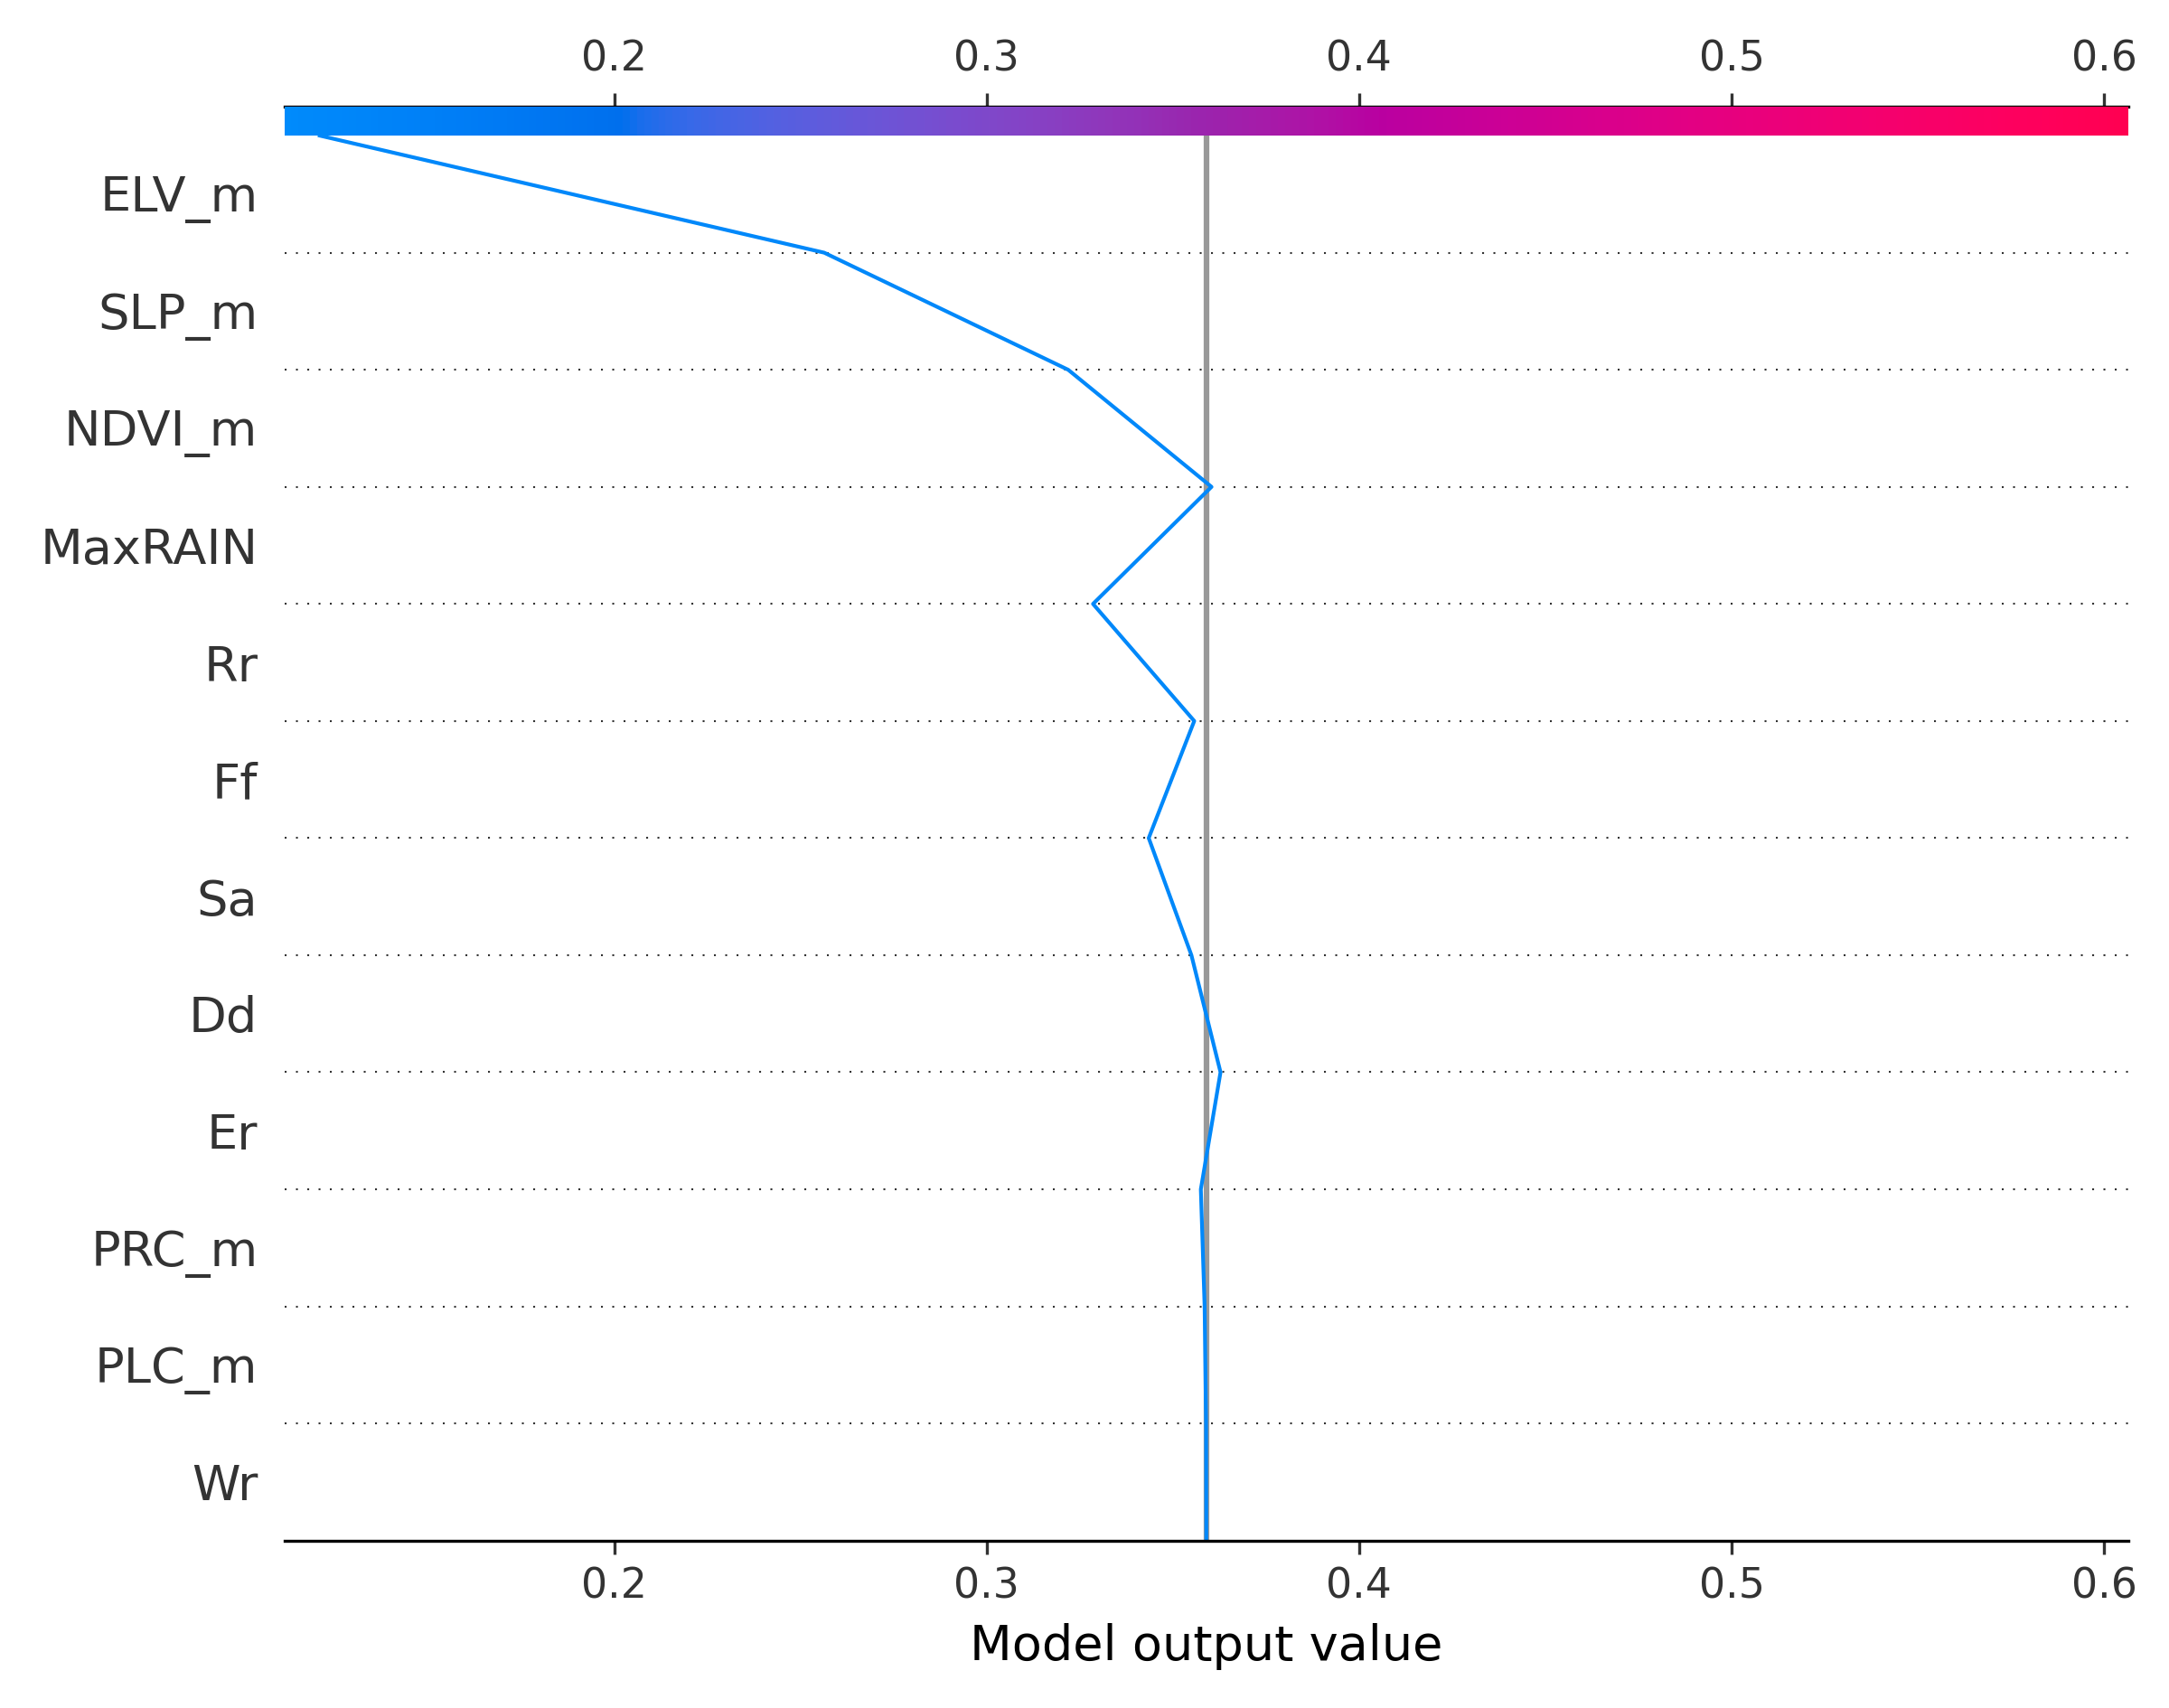 0.2 0.3 0.4 0.5 0.6
ELV_m
SLP_m
NDVI_m
MaxRAIN
Rr
Ff
Sa
Dd
Er
PRC_m
PLC_m
Wr
0.2 0.3 0.4 0.5 0.6
Model output value